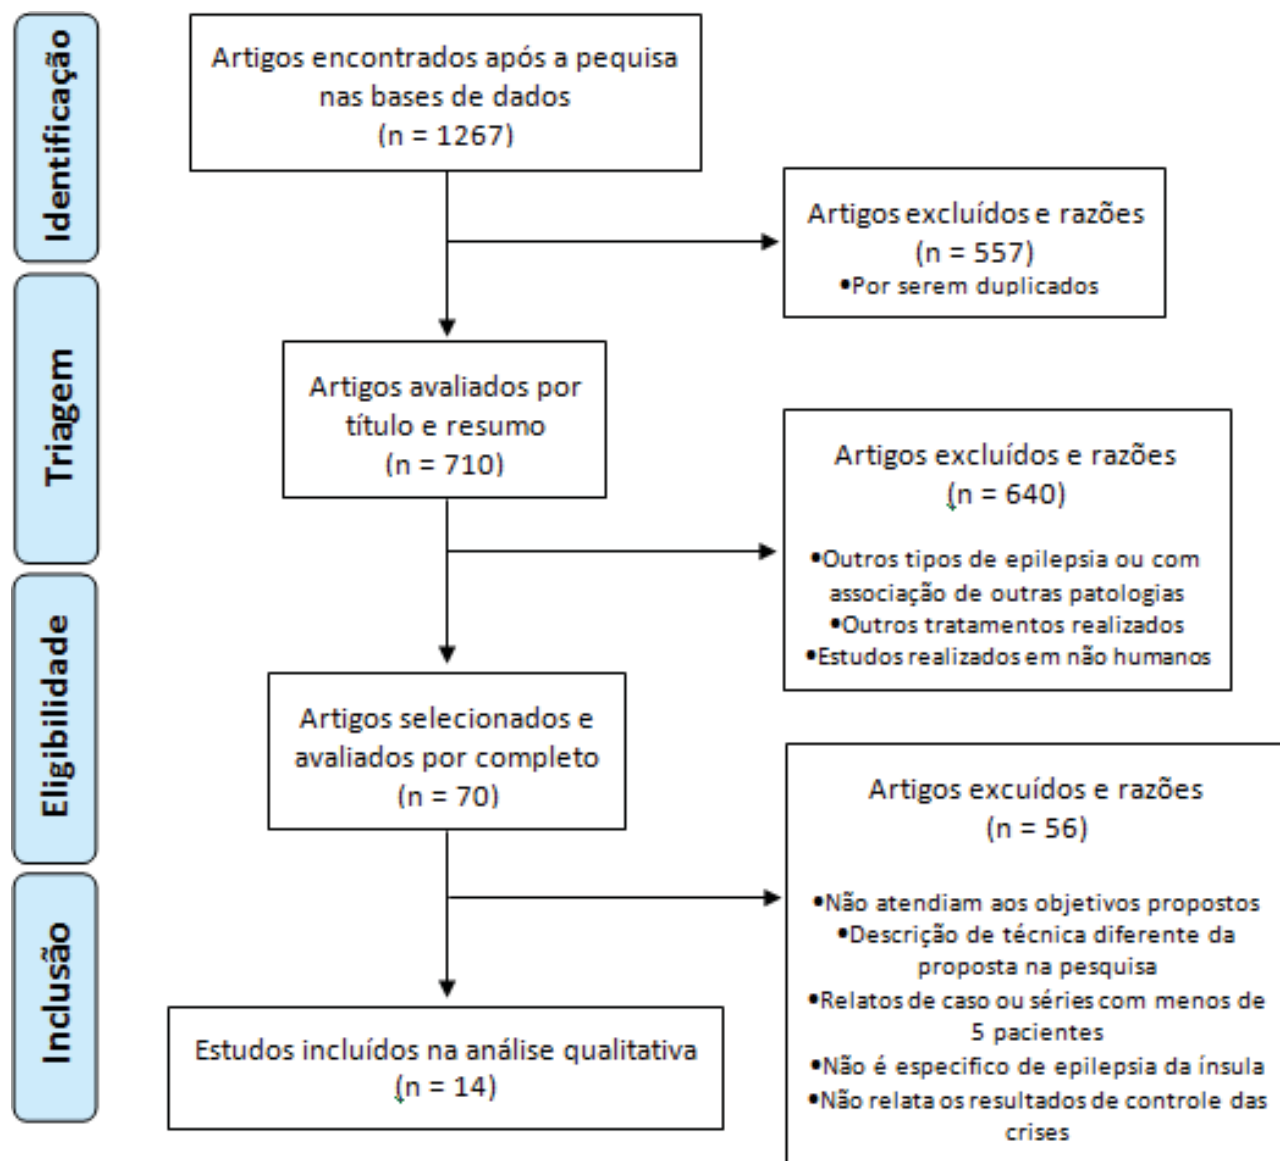 Identificação
Artigos encontrados após a pequisa
nas bases de dados
(n = 1267)
Artigos excluídos e razões
(n = 557)
•Por serem duplicados
Triagem
Artigos avaliados por
título e resumo
(n = 710)
Artigos excluídos e razões
(n = 640)
•Outros tipos de epilepsia ou com
associação de outras patologias
•Outros tratamentos realizados
•Estudos realizados em não humanos
Eligibilidade
Artigos selecionados e
avaliados por completo
(n = 70)
Artigos excuídos e razões
(n = 56)
•Não atendiam aos objetivos propostos
•Descrição de técnica diferente da
proposta na pesquisa
•Relatos de caso ou séries com menos de
5 pacientes
•Não é especifico de epilepsia da ínsula
•Não relata os resultados de controle das
crises
Inclusão
Estudos incluídos na análise qualitativa
(n = 14)